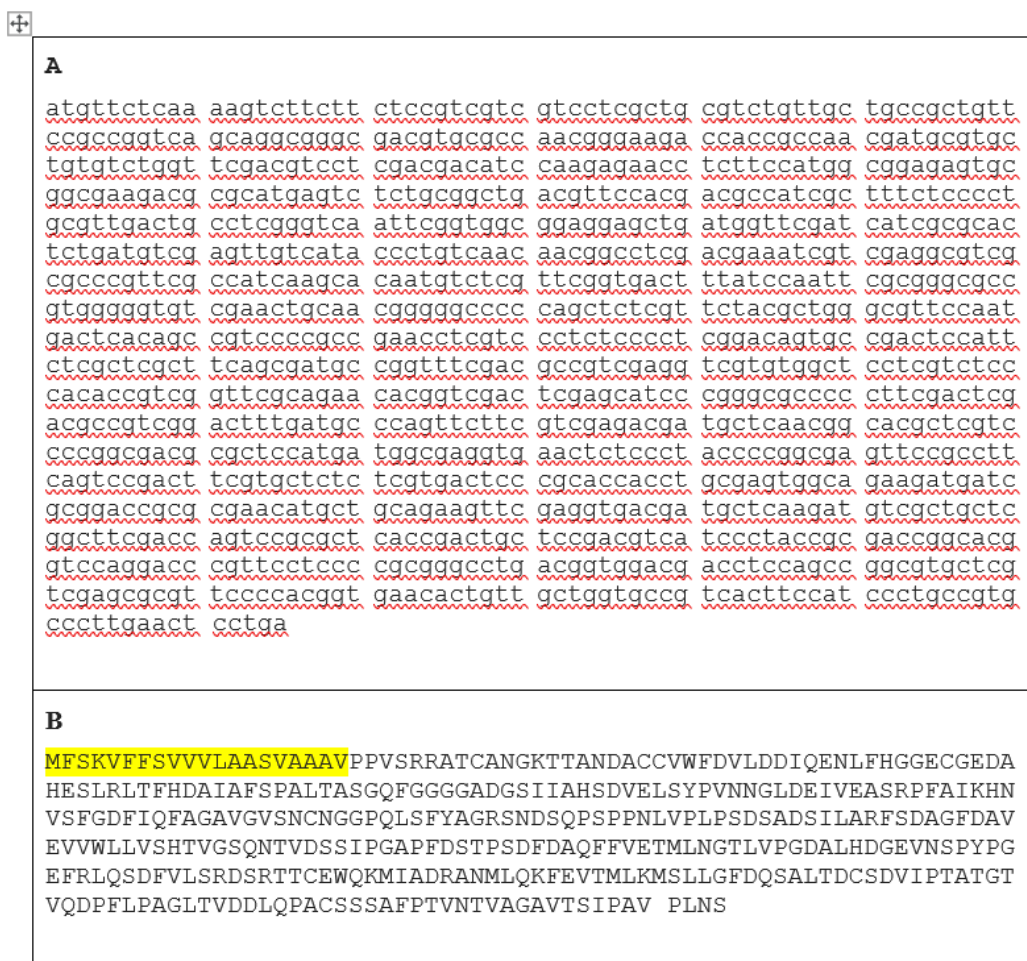 A
atgttctcaa aagtcttctt ctccgtcgtc gtcctcgctg cgtctgttgc tgccgctgtt
ccgccggtca gcaggcgggc gacgtgcgcc aacgggaaga ccaccgccaa cgatgcgtgc
tgtgtctggt tcgacgtcct cgacgacatc caagagaacc tcttccatgg cggagagtgc
ggcgaagacg cgcatgagtc tctgcggctg acgttccacg acgccatcgc tttctcccct
gcgttgactg cctcgggtca attcggtggc ggaggagctg atggttcgat catcgcgcac
tctgatgtcg agttgtcata ccctgtcaac aacggcctcg acgaaatcgt cgaggcgtcg
cgcccgttcg ccatcaagca caatgtctcg ttcggtgact ttatccaatt cgcgggcgcc
gtgggggtgt cgaactgcaa cgggggcccc cagctctcgt tctacgctgg gcgttccaat
gactcacagc cgtccccgcc gaacctcgtc cctctcccct cggacagtgc cgactccatt
ctcgctcgct tcagcgatgc cggtttcgac gccgtcgagg tcgtgtggct cctcgtctcc
cacaccgtcg gttcgcagaa cacggtcgac tcgagcatcc cgggcgcccc cttcgactcg
acgccgtcgg actttgatgc ccagttcttc gtcgagacga tgctcaacgg cacgctcgtc
cccggcgacg cgctccatga tggcgaggtg aactctccct accccggcga gttccgcctt
cagtccgact tcgtgctctc tcgtgactcc cgcaccacct gcgagtggca gaagatgatc
gcggaccgcg cgaacatgct gcagaagttc gaggtgacga tgctcaagat gtcgctgctc
ggcttcgacc agtccgcgct caccgactgc tccgacgtca tccctaccgc gaccggcacg
gtccaggacc cgttcctccc cgcgggcctg acggtggacg acctccagcc ggcgtgctcg
tcgagcgcgt tccccacggt gaacactgtt gctggtgccg tcacttccat ccctgccgtg
cccttgaact cctga
B
MFSKVFFSVVVLAASVAAAVPPVSRRATCANGKTTANDACCVWFDVLDDIQENLFHGGECGEDA
HESLRLTFHDAIAFSPALTASGQFGGGGADGSIIAHSDVELSYPVNNGLDEIVEASRPFAIKHN
VSFGDFIQFAGAVGVSNCNGGPQLSFYAGRSNDSQPSPPNLVPLPSDSADSILARFSDAGFDAV
EVVWLLVSHTVGSQNTVDSSIPGAPFDSTPSDFDAQFFVETMLNGTLVPGDALHDGEVNSPYPG
EFRLQSDFVLSRDSRTTCEWQKMIADRANMLQKFEVTMLKMSLLGFDQSALTDCSDVIPTATGT
VQDPFLPAGLTVDDLQPACSSSAFPTVNTVAGAVTSIPAV PLNS